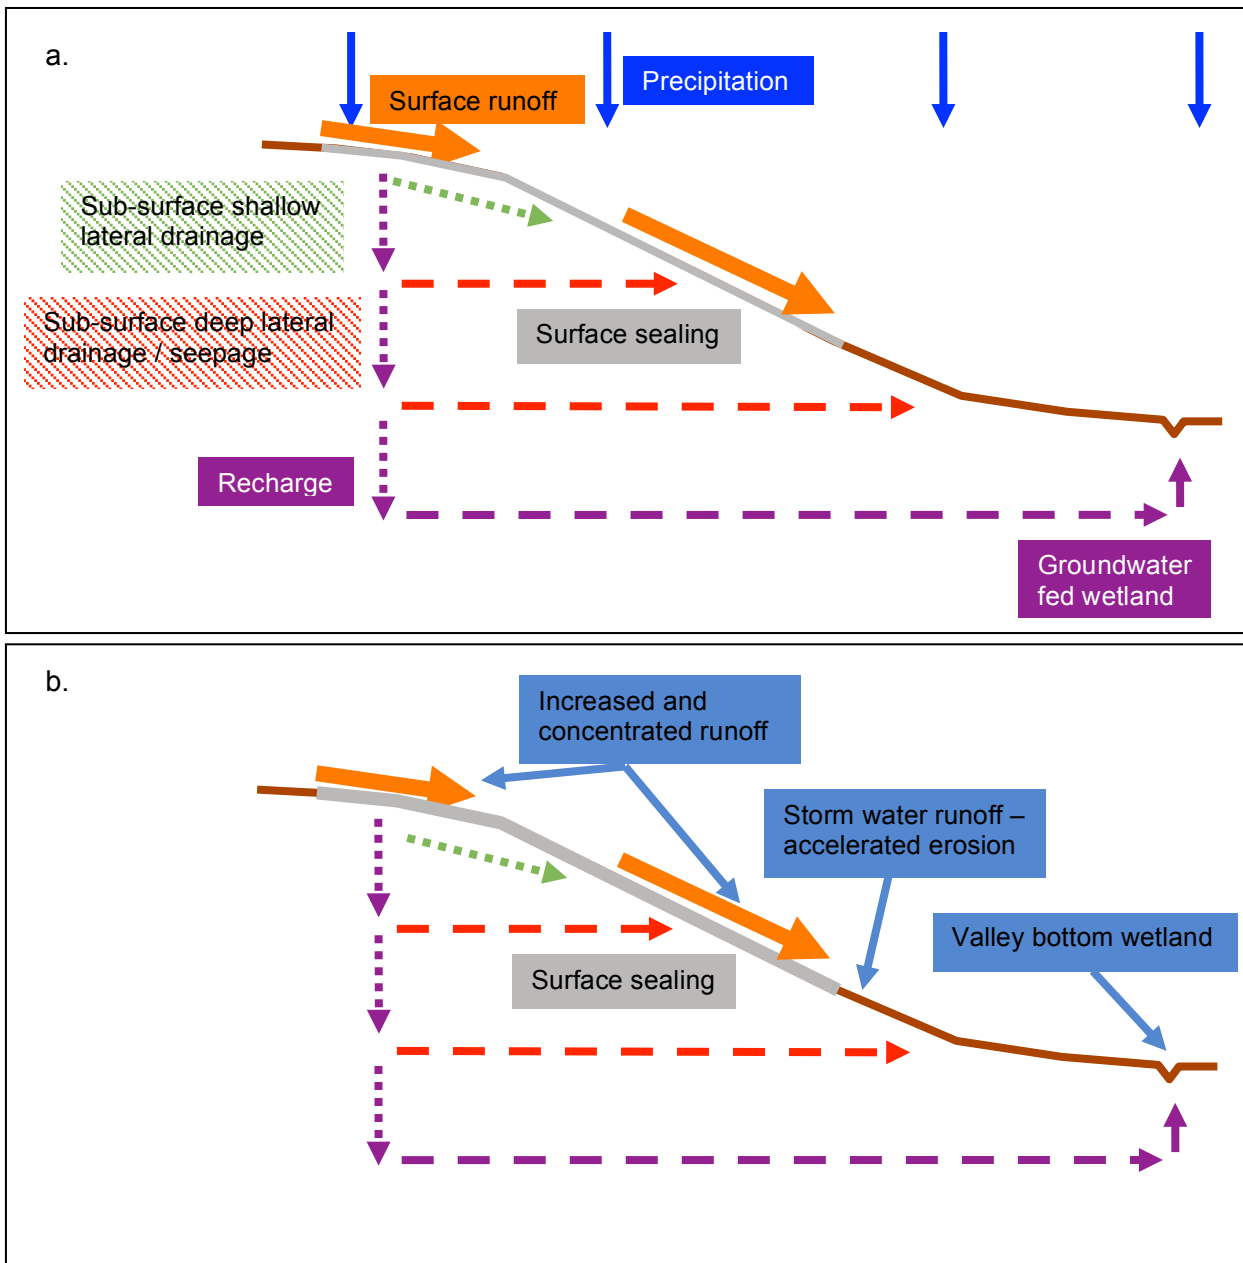 a.
Precipitation
Surface runoff
Sub-surface shallow
lateral drainage
Sub-surface deep lateral
drainage / seepage
Surface sealing
Recharge
Groundwater
fed wetland
b.
Increased and
concentrated runoff
Storm water runoff –
accelerated erosion
Valley bottom wetland
Surface sealing